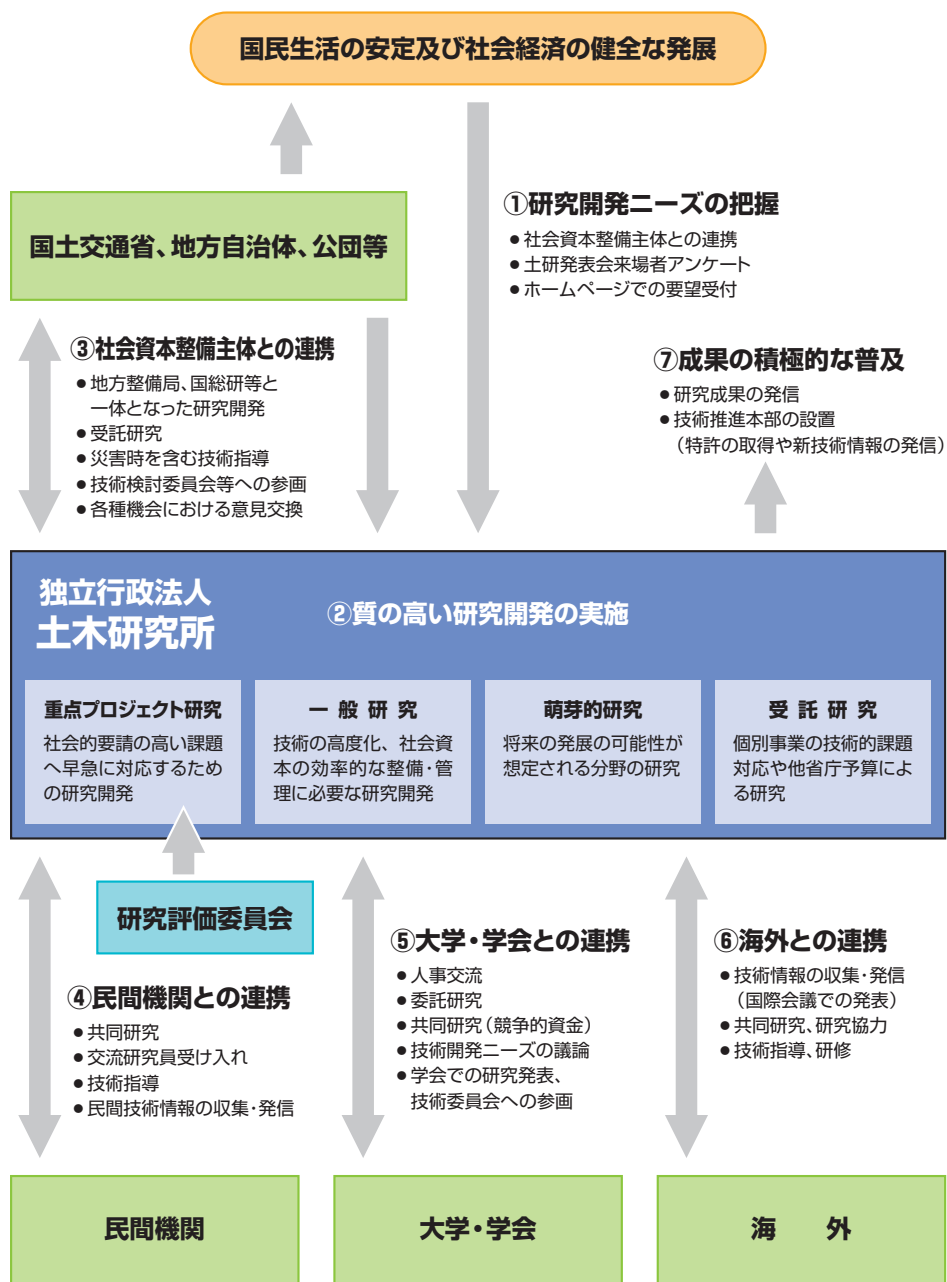 国民生活の安定及び社会経済の健全な発展
国土交通省、地方自治体、公団等
①研究開発ニーズの把握
●社会資本整備主体との連携
●土研発表会来場者アンケート
●ホームページでの要望受付
③社会資本整備主体との連携
●地方整備局、国総研等と
一体となった研究開発
●受託研究
●災害時を含む技術指導
●技術検討委員会等への参画
●各種機会における意見交換
⑦成果の積極的な普及
●研究成果の発信
●技術推進本部の設置
（特許の取得や新技術情報の発信）
独立行政法人
土木研究所
②質の高い研究開発の実施
重点プロジェクト研究
社会的要請の高い課題
へ早急に対応するため
の研究開発
一 般 研 究
技術の高度化、社会資
本の効率的な整備・管
理に必要な研究開発
萌芽的研究
将来の発展の可能性が
想定される分野の研究
受 託 研 究
個別事業の技術的課題
対応や他省庁予算によ
る研究
研究評価委員会
④民間機関との連携
●共同研究
●交流研究員受け入れ
●技術指導
●民間技術情報の収集・発信
⑤大学・学会との連携
●人事交流
●委託研究
●共同研究（競争的資金）
●技術開発ニーズの議論
●学会での研究発表、
技術委員会への参画
⑥海外との連携
●技術情報の収集・発信
（国際会議での発表）
●共同研究、研究協力
●技術指導、研修
民間機関
大学・学会
海 外